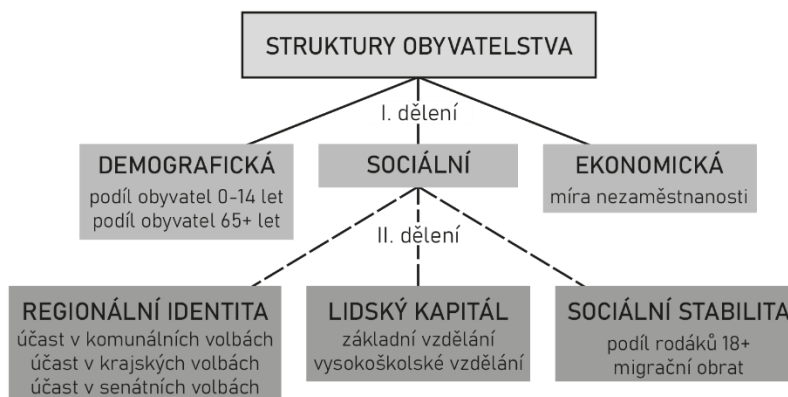 STRUKTURY OBYVATELSTVA
I. dělení
DEMOGRAFICKÁ
podíl obyvatel 0-14 let
podíl obyvatel 65+ let
SOCIÁLNÍ
EKONOMICKÁ
míra nezaměstnanosti
II. dělení
REGIONÁLNÍ IDENTITA
účast v komunálních volbách
účast v krajských volbách
účast v senátních volbách
LIDSKÝ KAPITÁL
základní vzdělání
vysokoškolské vzdělání
SOCIÁLNÍ STABILITA
podíl rodáků 18+
migrační obrat